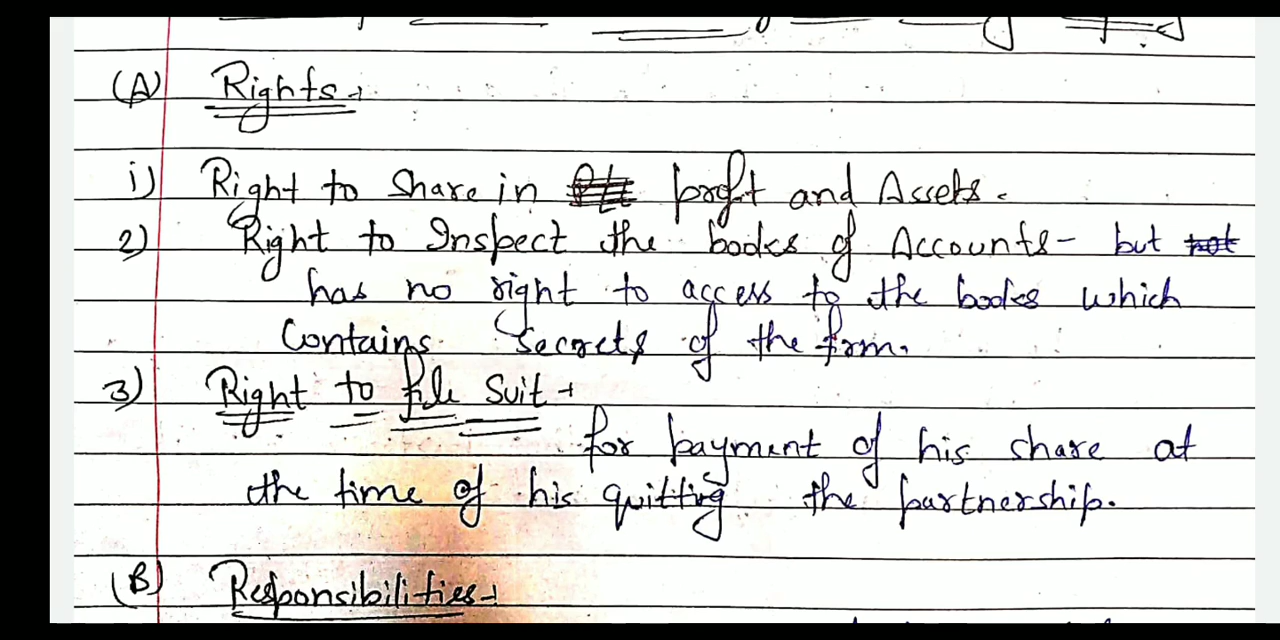 (A) Rights :-
i) Right to Share in profit and Assets.
2) Right to Inspect the books of Accounts - but not
has no right to access to the books which
Contains Secrets of the firm.
3) Right to file Suit :-
for payment of his share at
the time of his quitting the partnership.
(B) Responsibilities :-